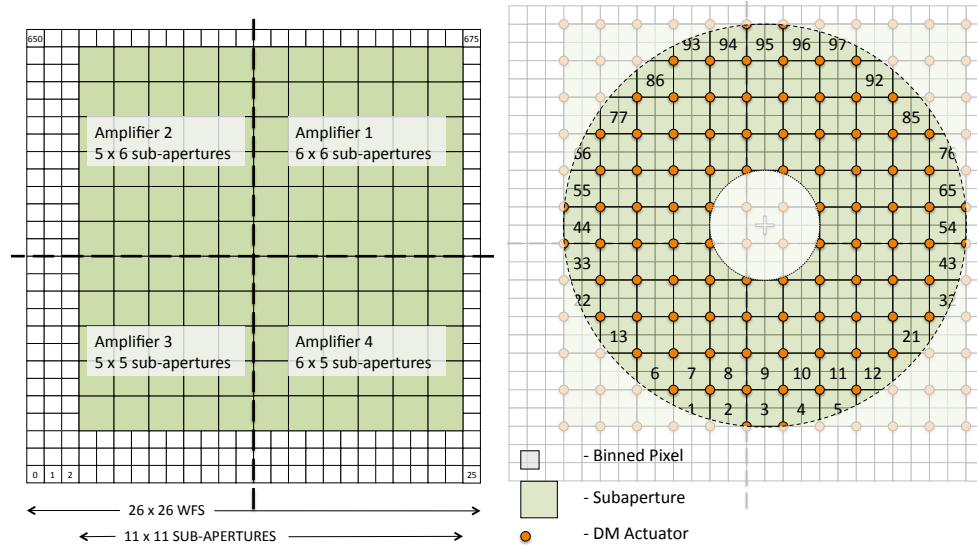 650
675
Amplifier 2
5 x 6 sub-apertures
Amplifier 1
6 x 6 sub-apertures
Amplifier 3
5 x 5 sub-apertures
Amplifier 4
6 x 5 sub-apertures
0 1 2
25
26 x 26 WFS
11 x 11 SUB-APERTURES
93 94 95 96 97
86 92
77 85
66 76
55 65
44 54
33 43
22 32
13 21
6 7 8 9 10 11 12
1 2 3 4 5
- Binned Pixel
- Subaperture
- DM Actuator